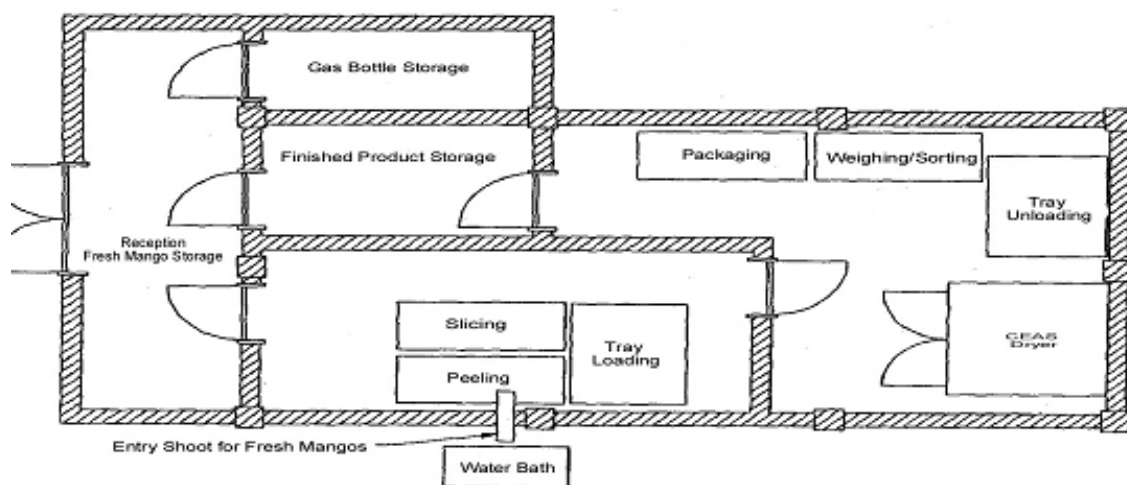 Gas Bottle Storage
Finished Product Storage
Packaging
Weighing/Sorting
Tray
Unloading
Reception
Fresh Mango Storage
Slicing
Tray
Loading
Peeling
CEAS
Dryer
Entry Shoot for Fresh Mangos
Water Bath